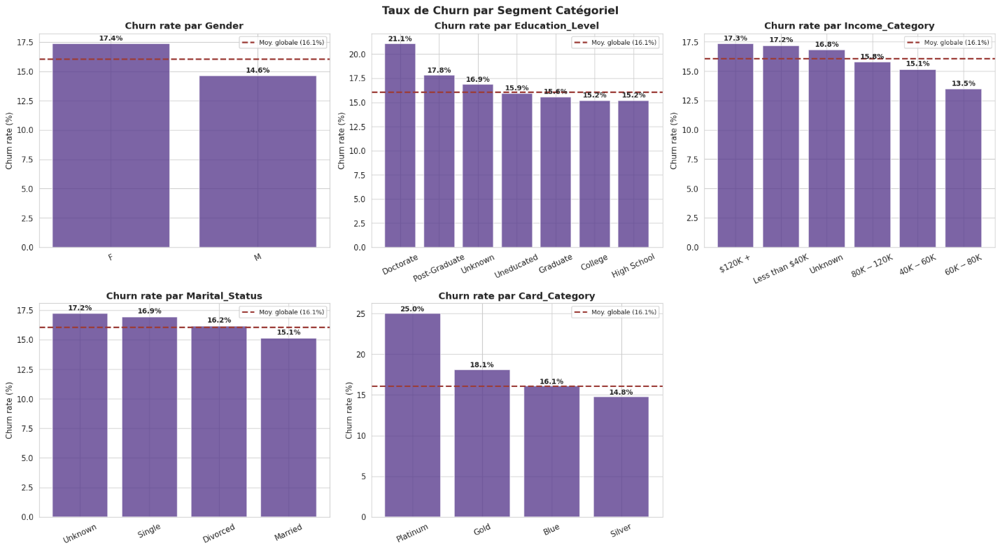 Taux de Churn par Segment Catégoriel
Churn rate par Gender
Moy. globale (16.1%)
17.4%
14.6%
Churn rate (%)
17.5
15.0
12.5
10.0
7.5
5.0
2.5
0.0
F
M
Churn rate par Education_Level
Moy. globale (16.1%)
21.1%
17.8%
16.9%
15.9%
15.6%
15.2%
15.2%
Churn rate (%)
20.0
17.5
15.0
12.5
10.0
7.5
5.0
2.5
0.0
Doctorate
Post-Graduate
Unknown
Uneducated
Graduate
College
High School
Churn rate par Income_Category
Moy. globale (16.1%)
17.3%
17.2%
16.8%
15.8%
15.1%
13.5%
Churn rate (%)
17.5
15.0
12.5
10.0
7.5
5.0
2.5
0.0
$120K +
Less than $40K
Unknown
80K − 120K
40K − 60K
60K − 80K
Churn rate par Marital_Status
Moy. globale (16.1%)
17.2%
16.9%
16.2%
15.1%
Churn rate (%)
17.5
15.0
12.5
10.0
7.5
5.0
2.5
0.0
Unknown
Single
Divorced
Married
Churn rate par Card_Category
Moy. globale (16.1%)
25.0%
18.1%
16.1%
14.8%
Churn rate (%)
25
20
15
10
5
0
Platinum
Gold
Blue
Silver